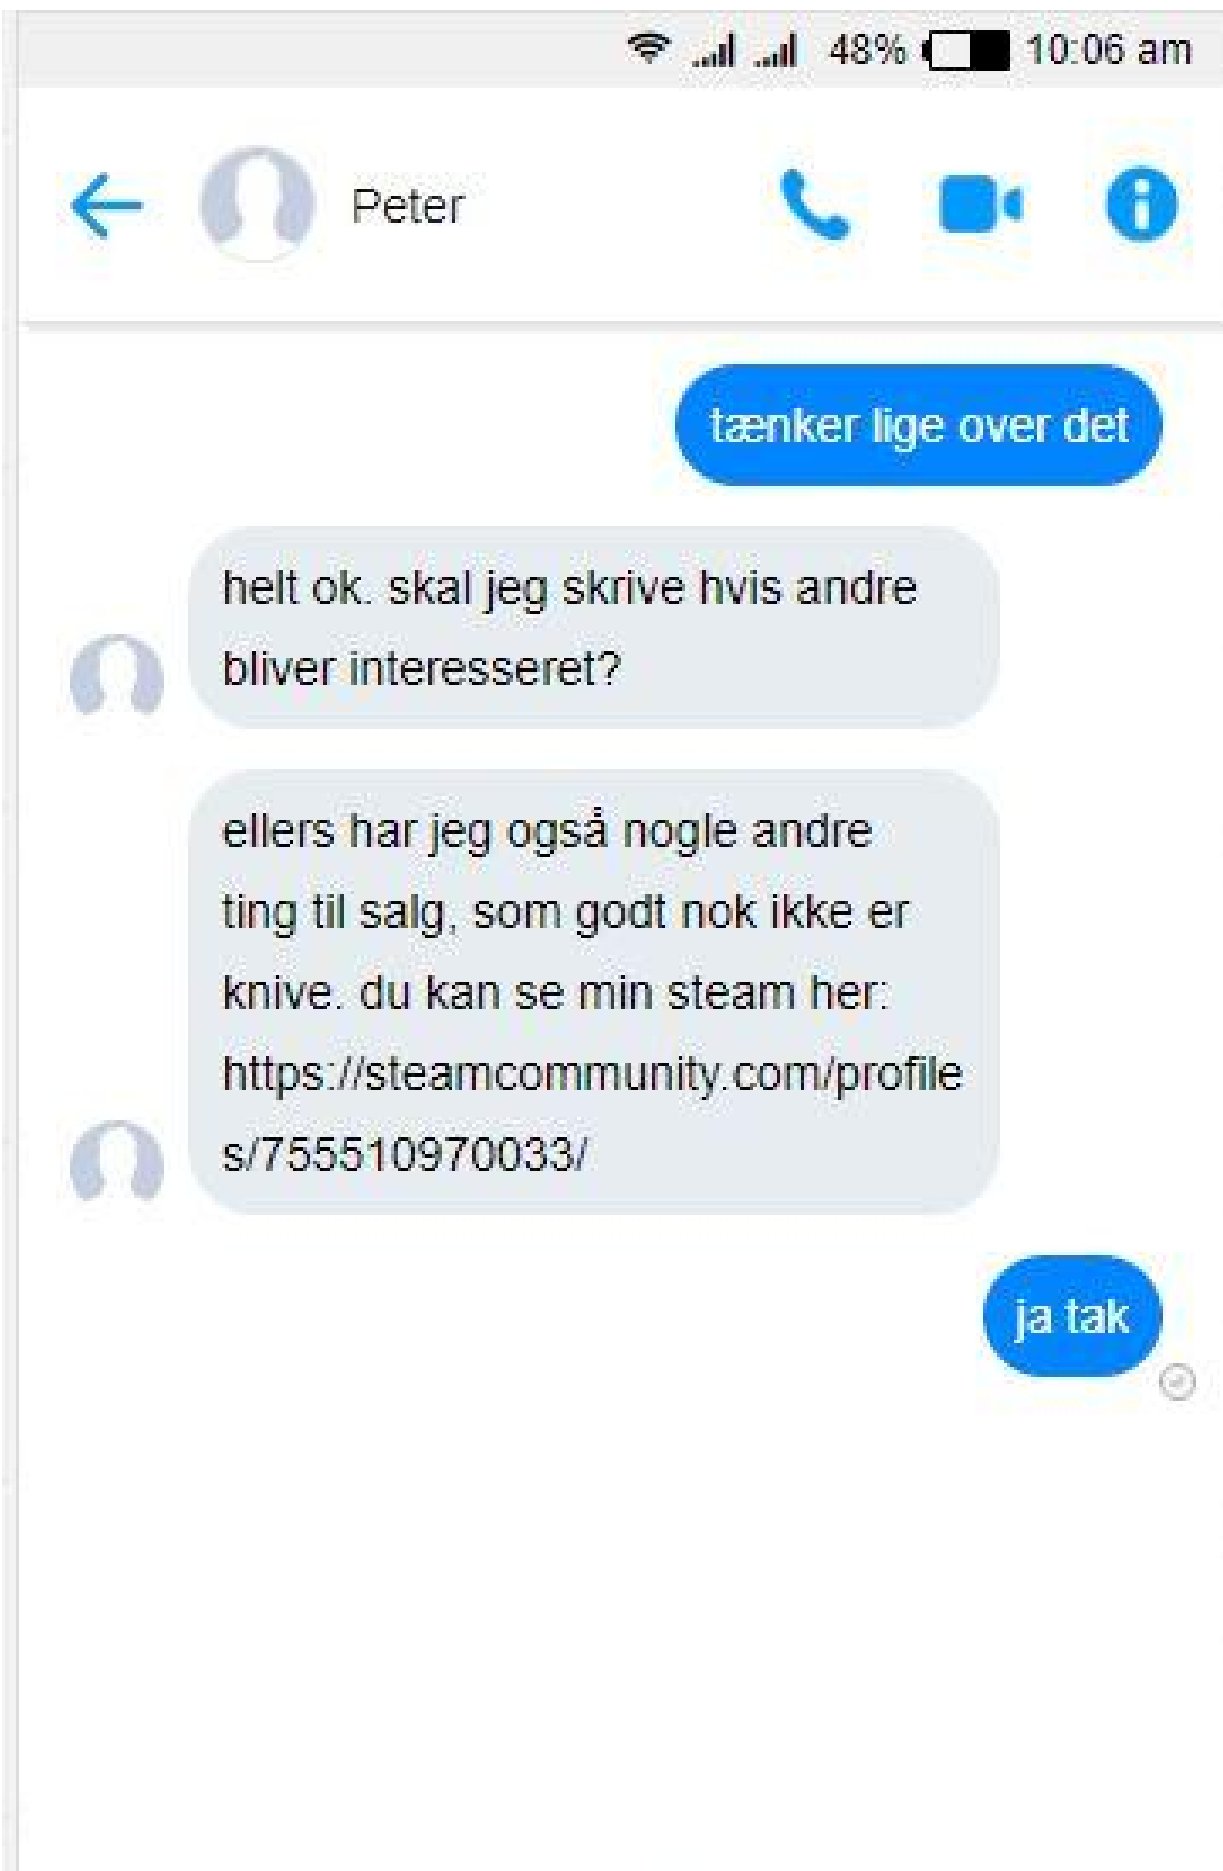 48% 10:06 am
Peter
tænker lige over det
helt ok. skal jeg skrive hvis andre
bliver interesseret?
ellers har jeg også nogle andre
ting til salg, som godt nok ikke er
knive. du kan se min steam her:
https://steamcommunity.com/profile
s/755510970033/
ja tak